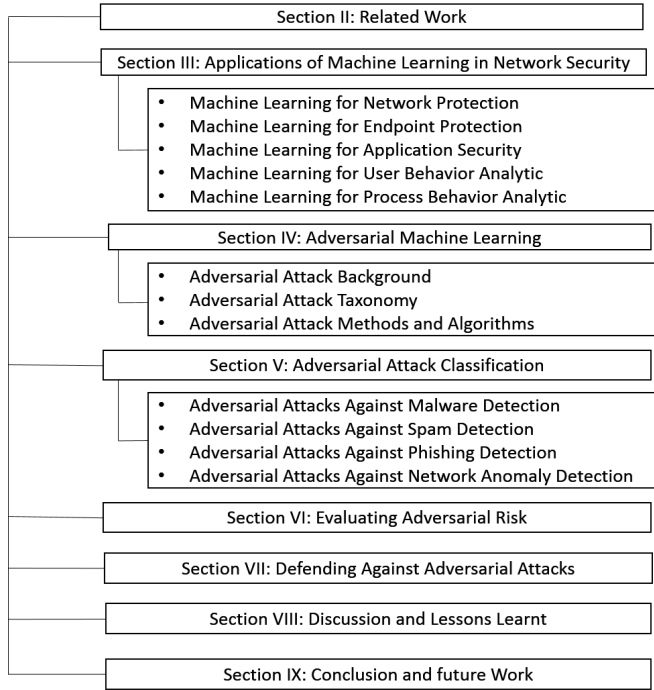 Section II: Related Work
Section III: Applications of Machine Learning in Network Security
• Machine Learning for Network Protection
• Machine Learning for Endpoint Protection
• Machine Learning for Application Security
• Machine Learning for User Behavior Analytic
• Machine Learning for Process Behavior Analytic
Section IV: Adversarial Machine Learning
• Adversarial Attack Background
• Adversarial Attack Taxonomy
• Adversarial Attack Methods and Algorithms
Section V: Adversarial Attack Classification
• Adversarial Attacks Against Malware Detection
• Adversarial Attacks Against Spam Detection
• Adversarial Attacks Against Phishing Detection
• Adversarial Attacks Against Network Anomaly Detection
Section VI: Evaluating Adversarial Risk
Section VII: Defending Against Adversarial Attacks
Section VIII: Discussion and Lessons Learnt
Section IX: Conclusion and future Work